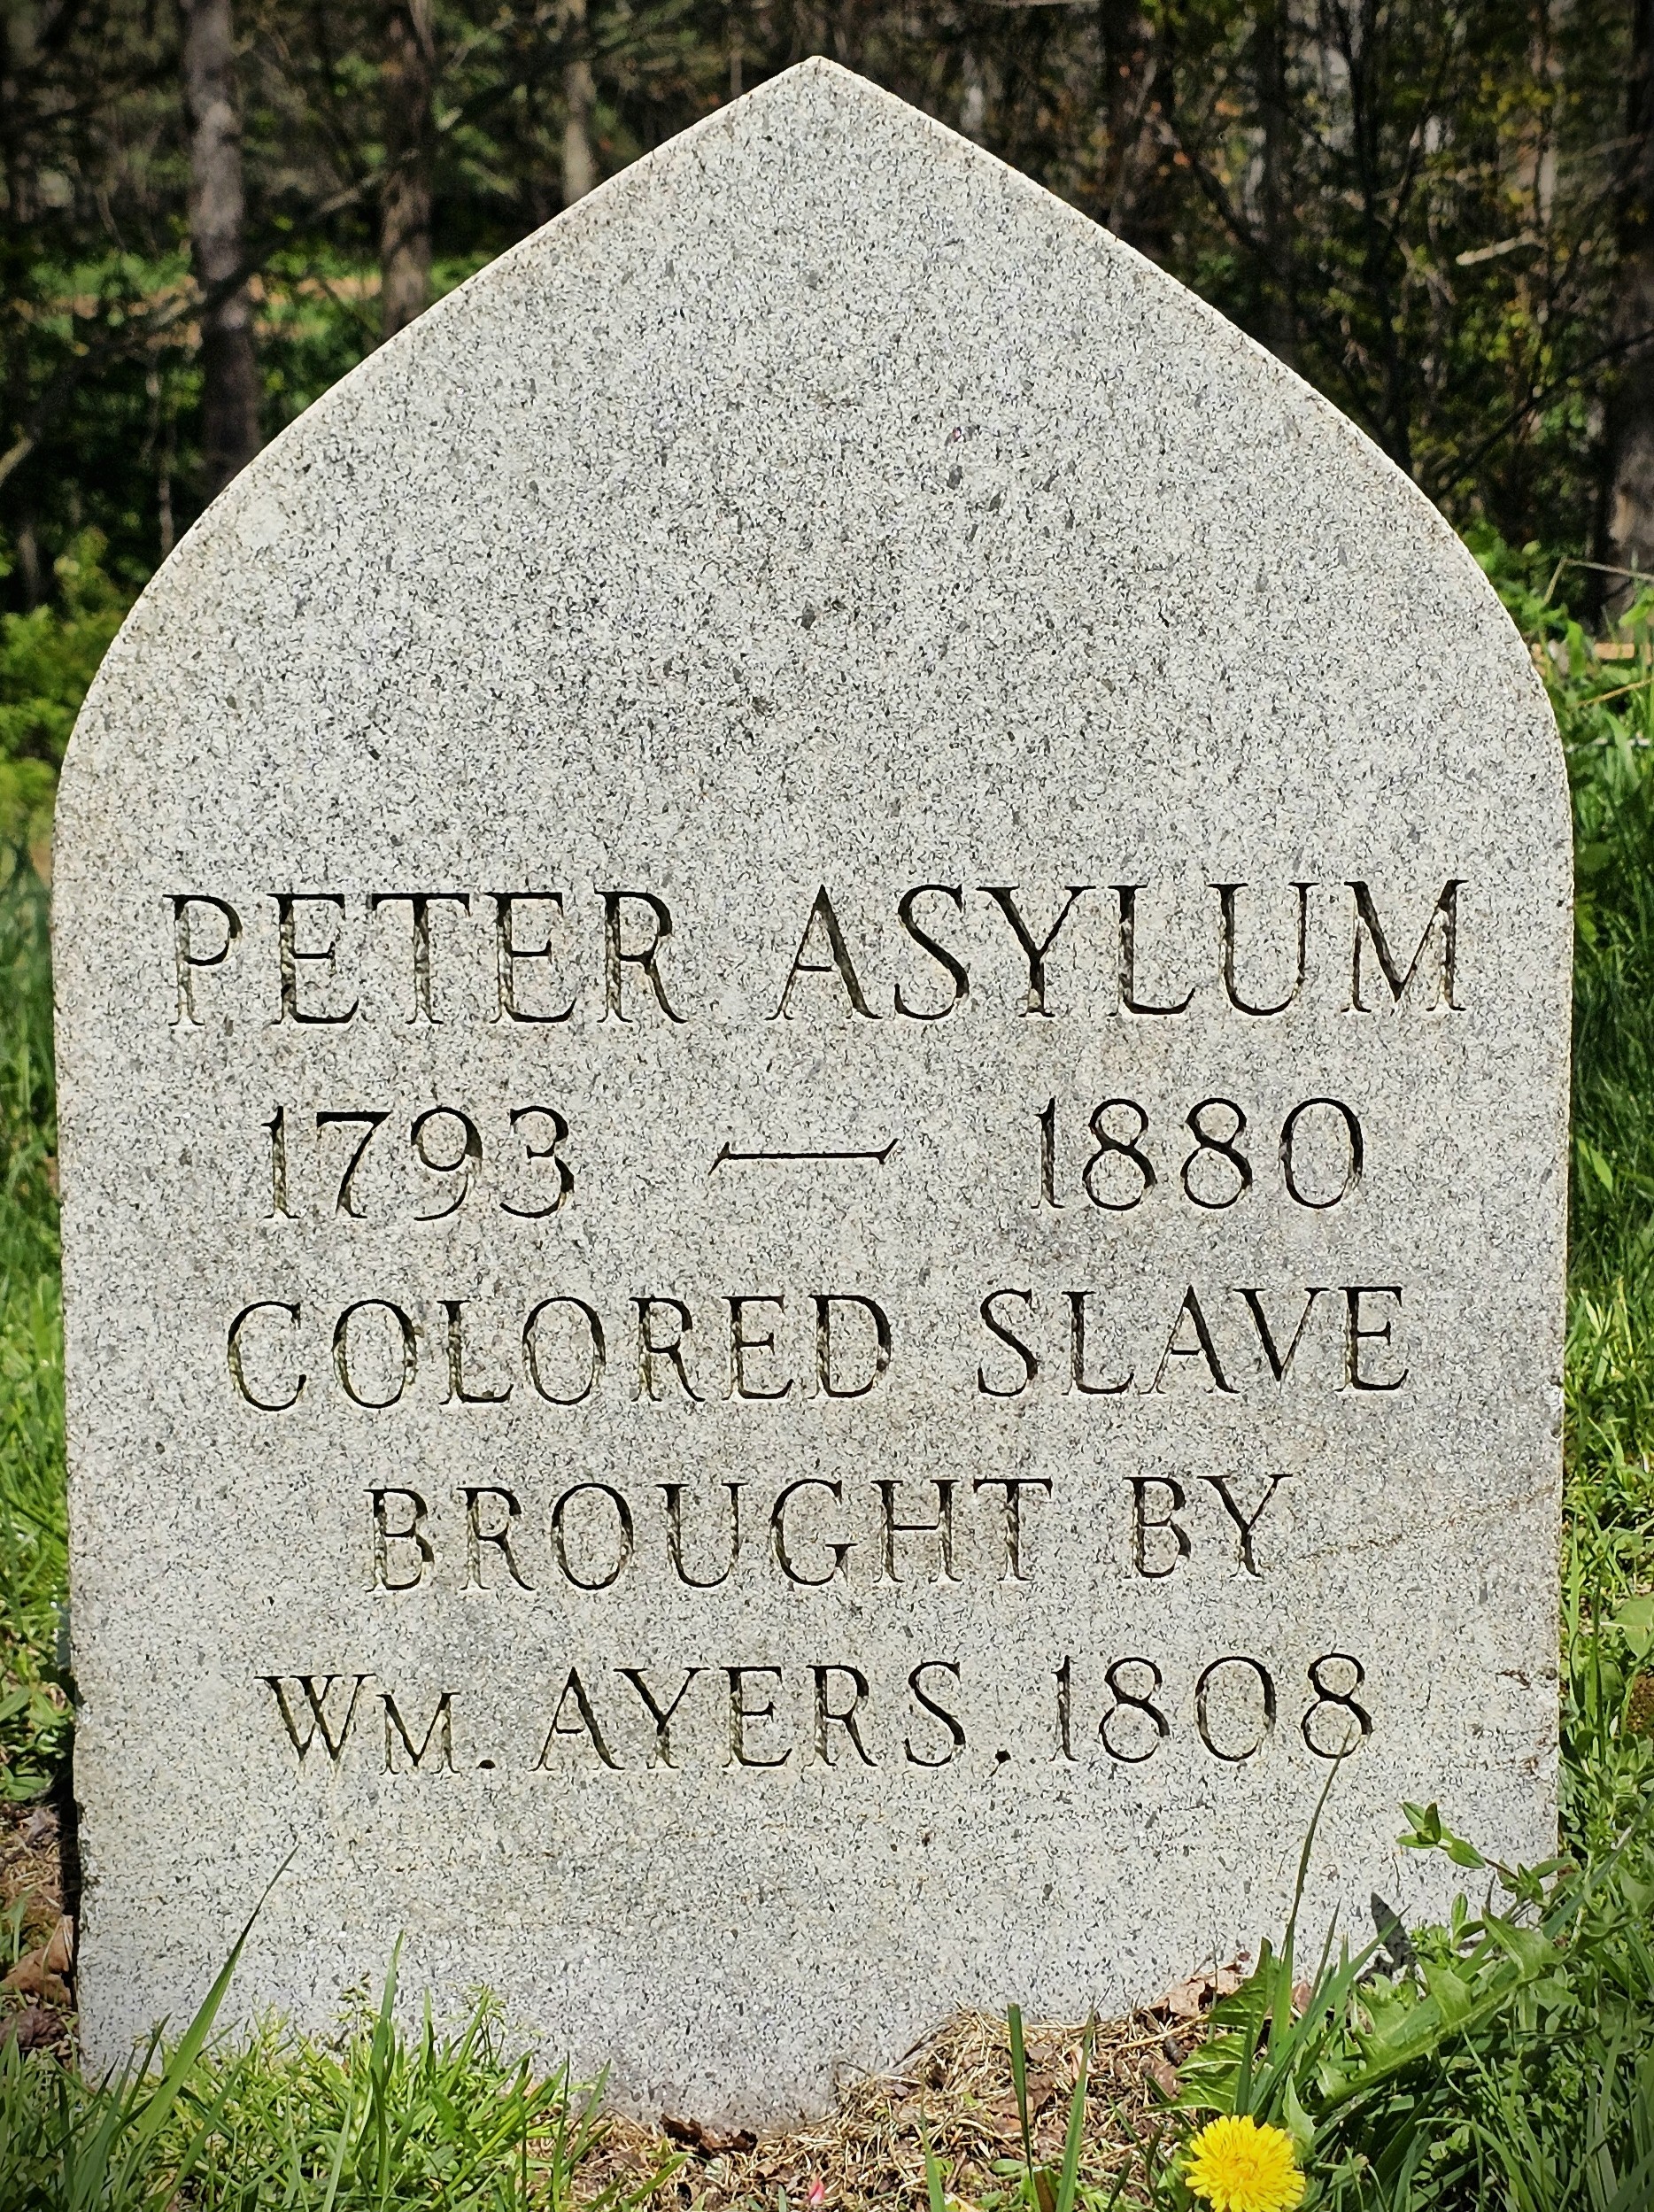 PETER ASYLUM
1793 — 1880
COLORED SLAVE
BROUGHT BY
WM. AYERS, 1808